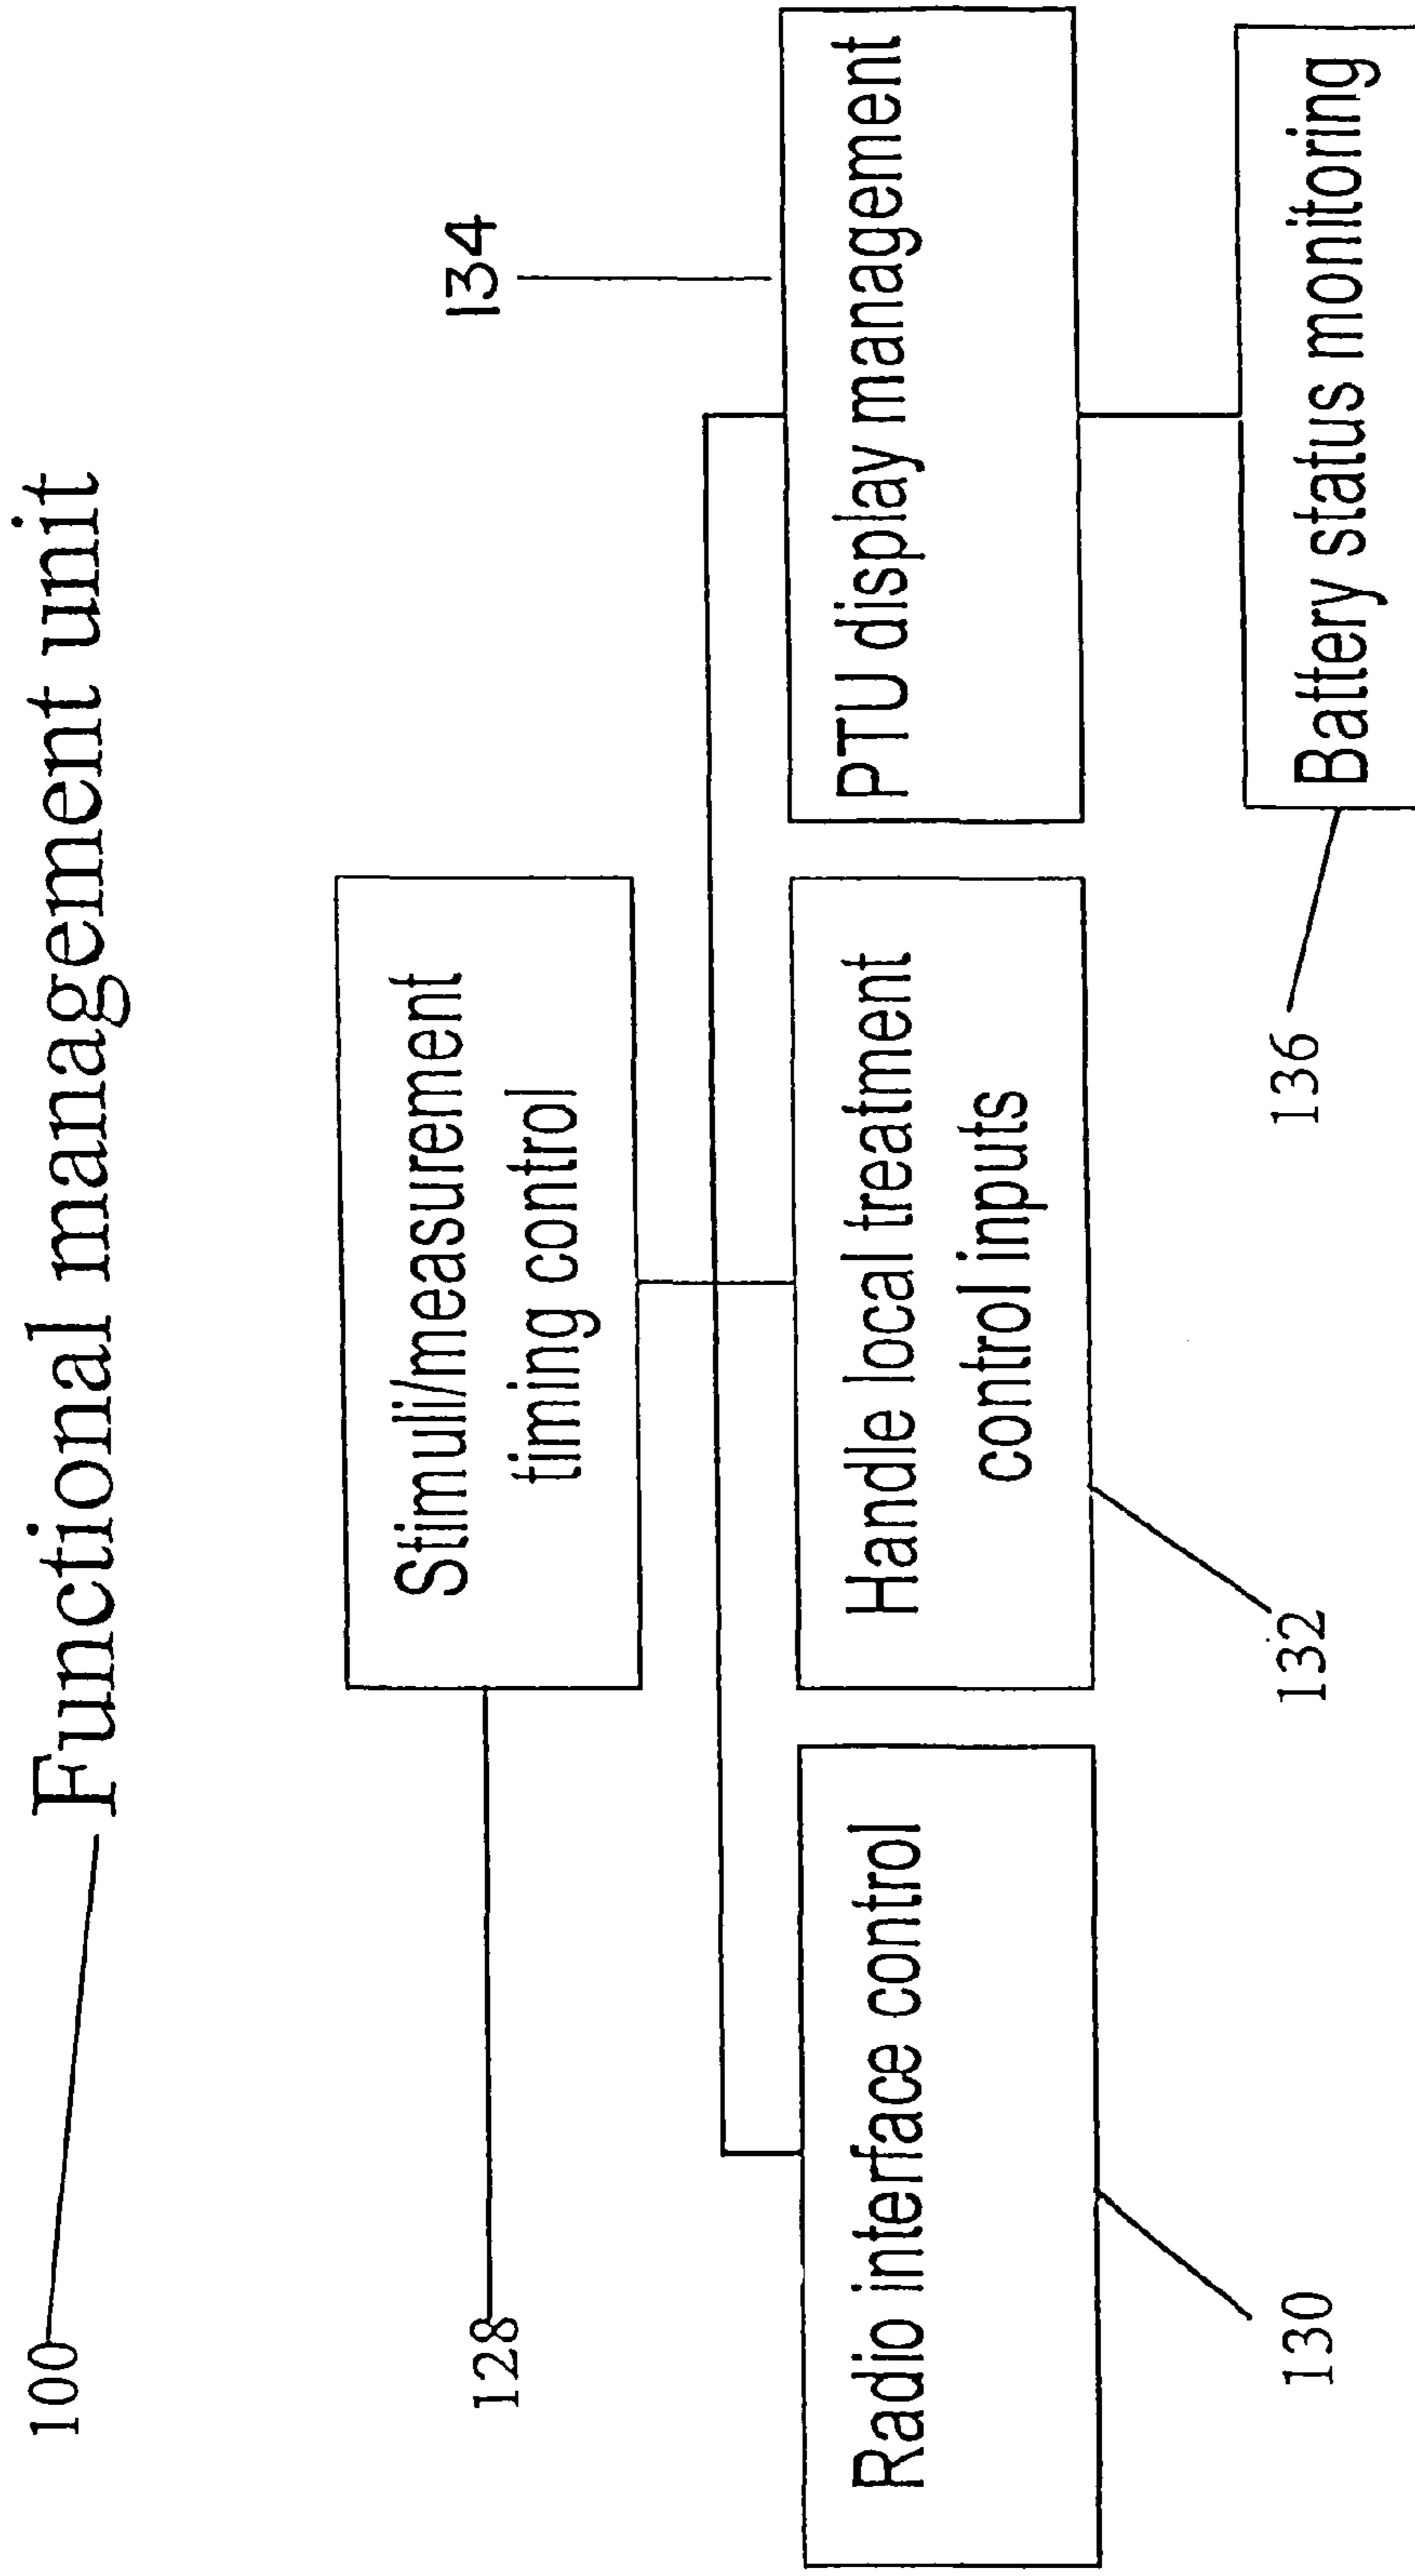 100
Functional management unit
128
Stimuli/measurement
timing control
134
Radio interface control
Handle local treatment
control inputs
PTU display management
130
132
136
Battery status monitoring